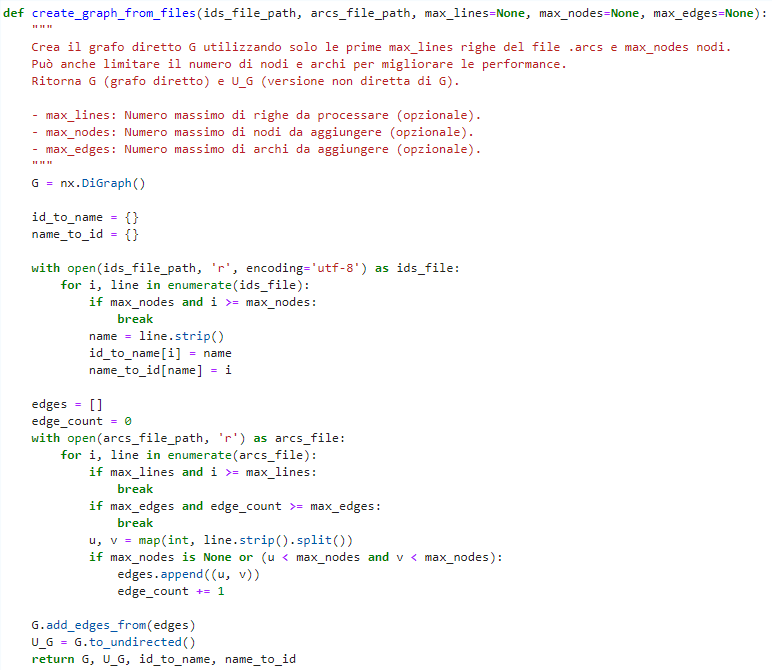 def create_graph_from_files(ids_file_path, arcs_file_path, max_lines=None, max_nodes=None, max_edges=None):
    """
    Crea il grafo diretto G utilizzando solo le prime max_lines righe del file .arcs e max_nodes nodi.
    Può anche limitare il numero di nodi e archi per migliorare le performance.
    Ritorna G (grafo diretto) e U_G (versione non diretta di G).

    - max_lines: Numero massimo di righe da processare (opzionale).
    - max_nodes: Numero massimo di nodi da aggiungere (opzionale).
    - max_edges: Numero massimo di archi da aggiungere (opzionale).
    """
    G = nx.DiGraph()

    id_to_name = {}
    name_to_id = {}

    with open(ids_file_path, 'r', encoding='utf-8') as ids_file:
        for i, line in enumerate(ids_file):
            if max_nodes and i >= max_nodes:
                break
            name = line.strip()
            id_to_name[i] = name
            name_to_id[name] = i

    edges = []
    edge_count = 0
    with open(arcs_file_path, 'r') as arcs_file:
        for i, line in enumerate(arcs_file):
            if max_lines and i >= max_lines:
                break
            if max_edges and edge_count >= max_edges:
                break
            u, v = map(int, line.strip().split())
            if max_nodes is None or (u < max_nodes and v < max_nodes):
                edges.append((u, v))
                edge_count += 1

    G.add_edges_from(edges)
    U_G = G.to_undirected()
    return G, U_G, id_to_name, name_to_id